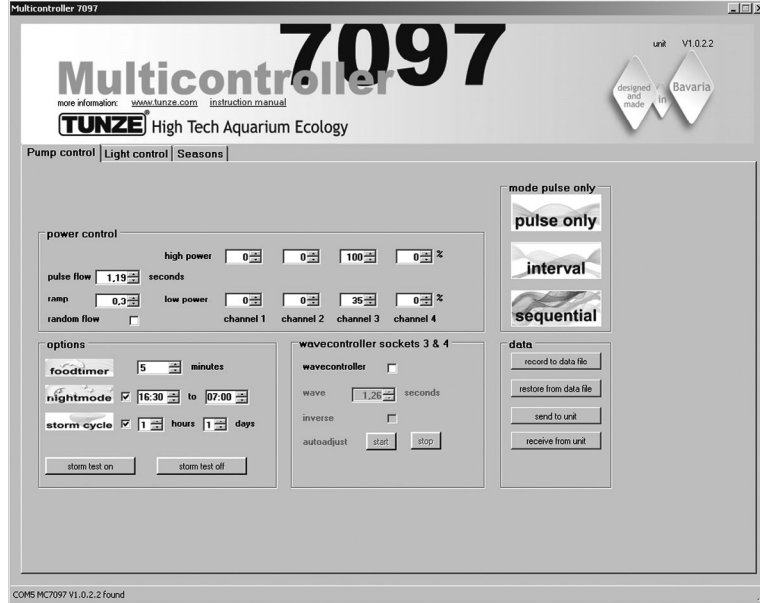 Multicontroller 7097
7097
unit V1.0.2.2
Multicontroller
more information: www.tunze.com instruction manual
designed and made in Bavaria
TUNZE® High Tech Aquarium Ecology
Pump control Light control Seasons
mode pulse only
pulse only
interval
sequential
power control
high power 0 0 100 0 %
pulse flow 1,19 seconds
ramp 0,3 low power 0 0 35 0 %
random flow channel 1 channel 2 channel 3 channel 4
options
foodtimer 5 minutes
nightmode 16:30 to 07:00
storm cycle 1 hours 1 days
storm test on storm test off
wavecontroller sockets 3 & 4
wavecontroller
wave 1,26 seconds
inverse
autoadjust start stop
data
record to data file
restore from data file
send to unit
receive from unit
COM5 MC7097 V1.0.2.2 found